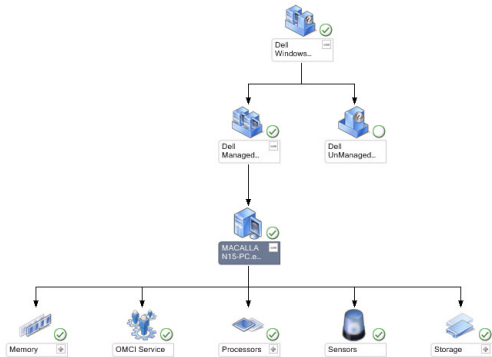 Dell
Windows..
Dell
Managed..
Dell
UnManaged..
MACALLA
N15-PC.e..
Memory
OMCI Service
Processors
Sensors
Storage